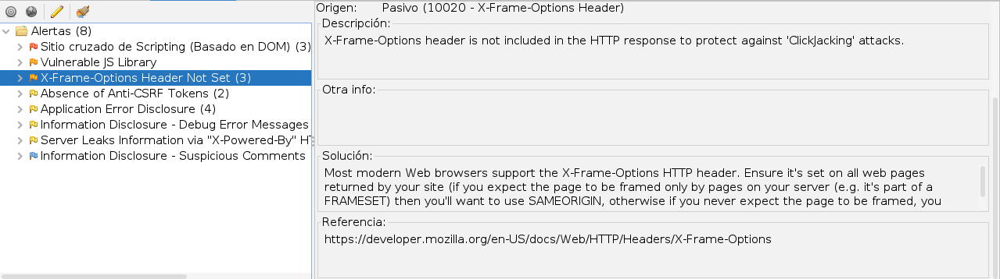 Alertas (8)
Sitio cruzado de Scripting (Basado en DOM) (3)
Vulnerable JS Library
X-Frame-Options Header Not Set (3)
Absence of Anti-CSRF Tokens (2)
Application Error Disclosure (4)
Information Disclosure - Debug Error Messages
Server Leaks Information via "X-Powered-By" HT
Information Disclosure - Suspicious Comments
Origen: Pasivo (10020 - X-Frame-Options Header)
Descripción:
X-Frame-Options header is not included in the HTTP response to protect against 'ClickJacking' attacks.
Otra info:
Solución:
Most modern Web browsers support the X-Frame-Options HTTP header. Ensure it's set on all web pages
returned by your site (if you expect the page to be framed only by pages on your server (e.g. it's part of a
FRAMESET) then you'll want to use SAMEORIGIN, otherwise if you never expect the page to be framed, you
Referencia:
https://developer.mozilla.org/en-US/docs/Web/HTTP/Headers/X-Frame-Options